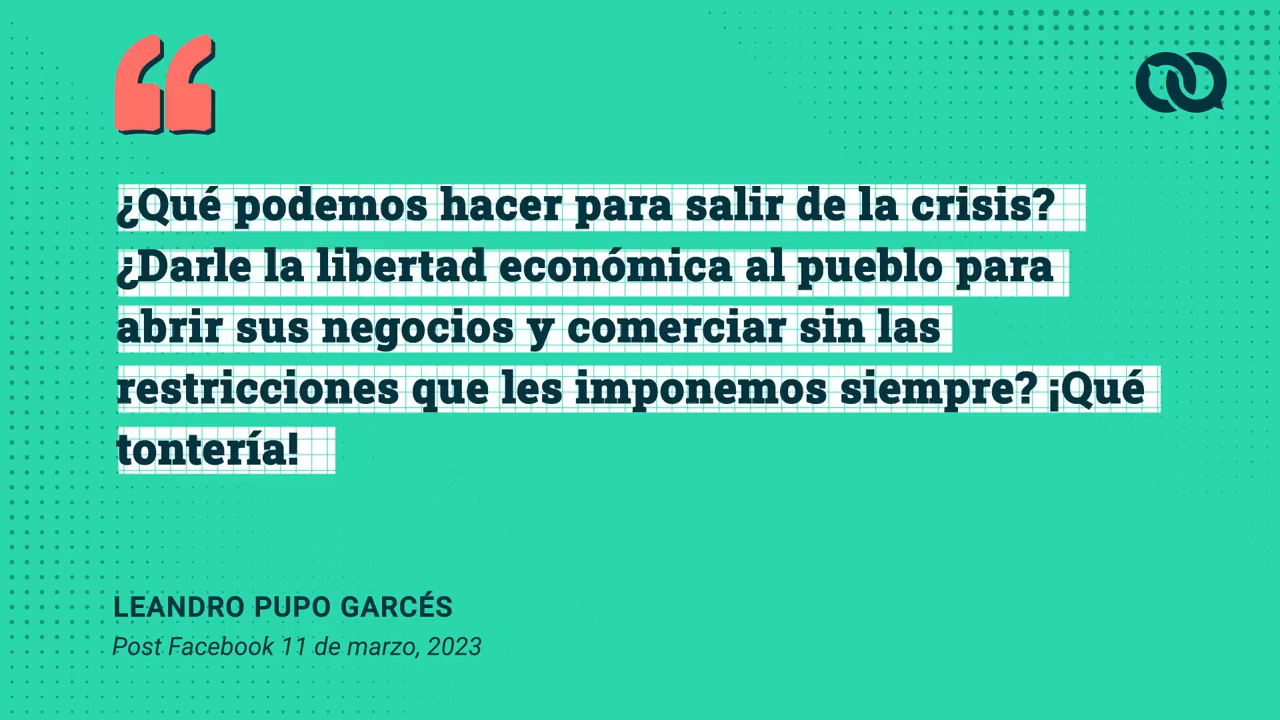 ¿Qué podemos hacer para salir de la crisis?
¿Darle la libertad económica al pueblo para
abrir sus negocios y comerciar sin las
restricciones que les imponemos siempre? ¡Qué
tontería!
LEANDRO PUPO GARCÉS
Post Facebook 11 de marzo, 2023